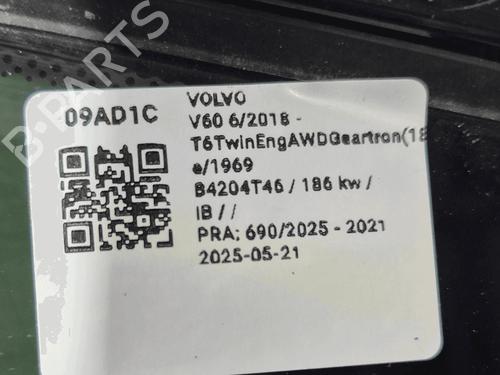 B-PARTS
09AD1C
VOLVO
V60 6/2018 -
T6TwinEngAWDGeartron(18
e/1969
B4204T46 / 186 kw /
IB / /
PRA: 690/2025 - 2021
2025-05-21